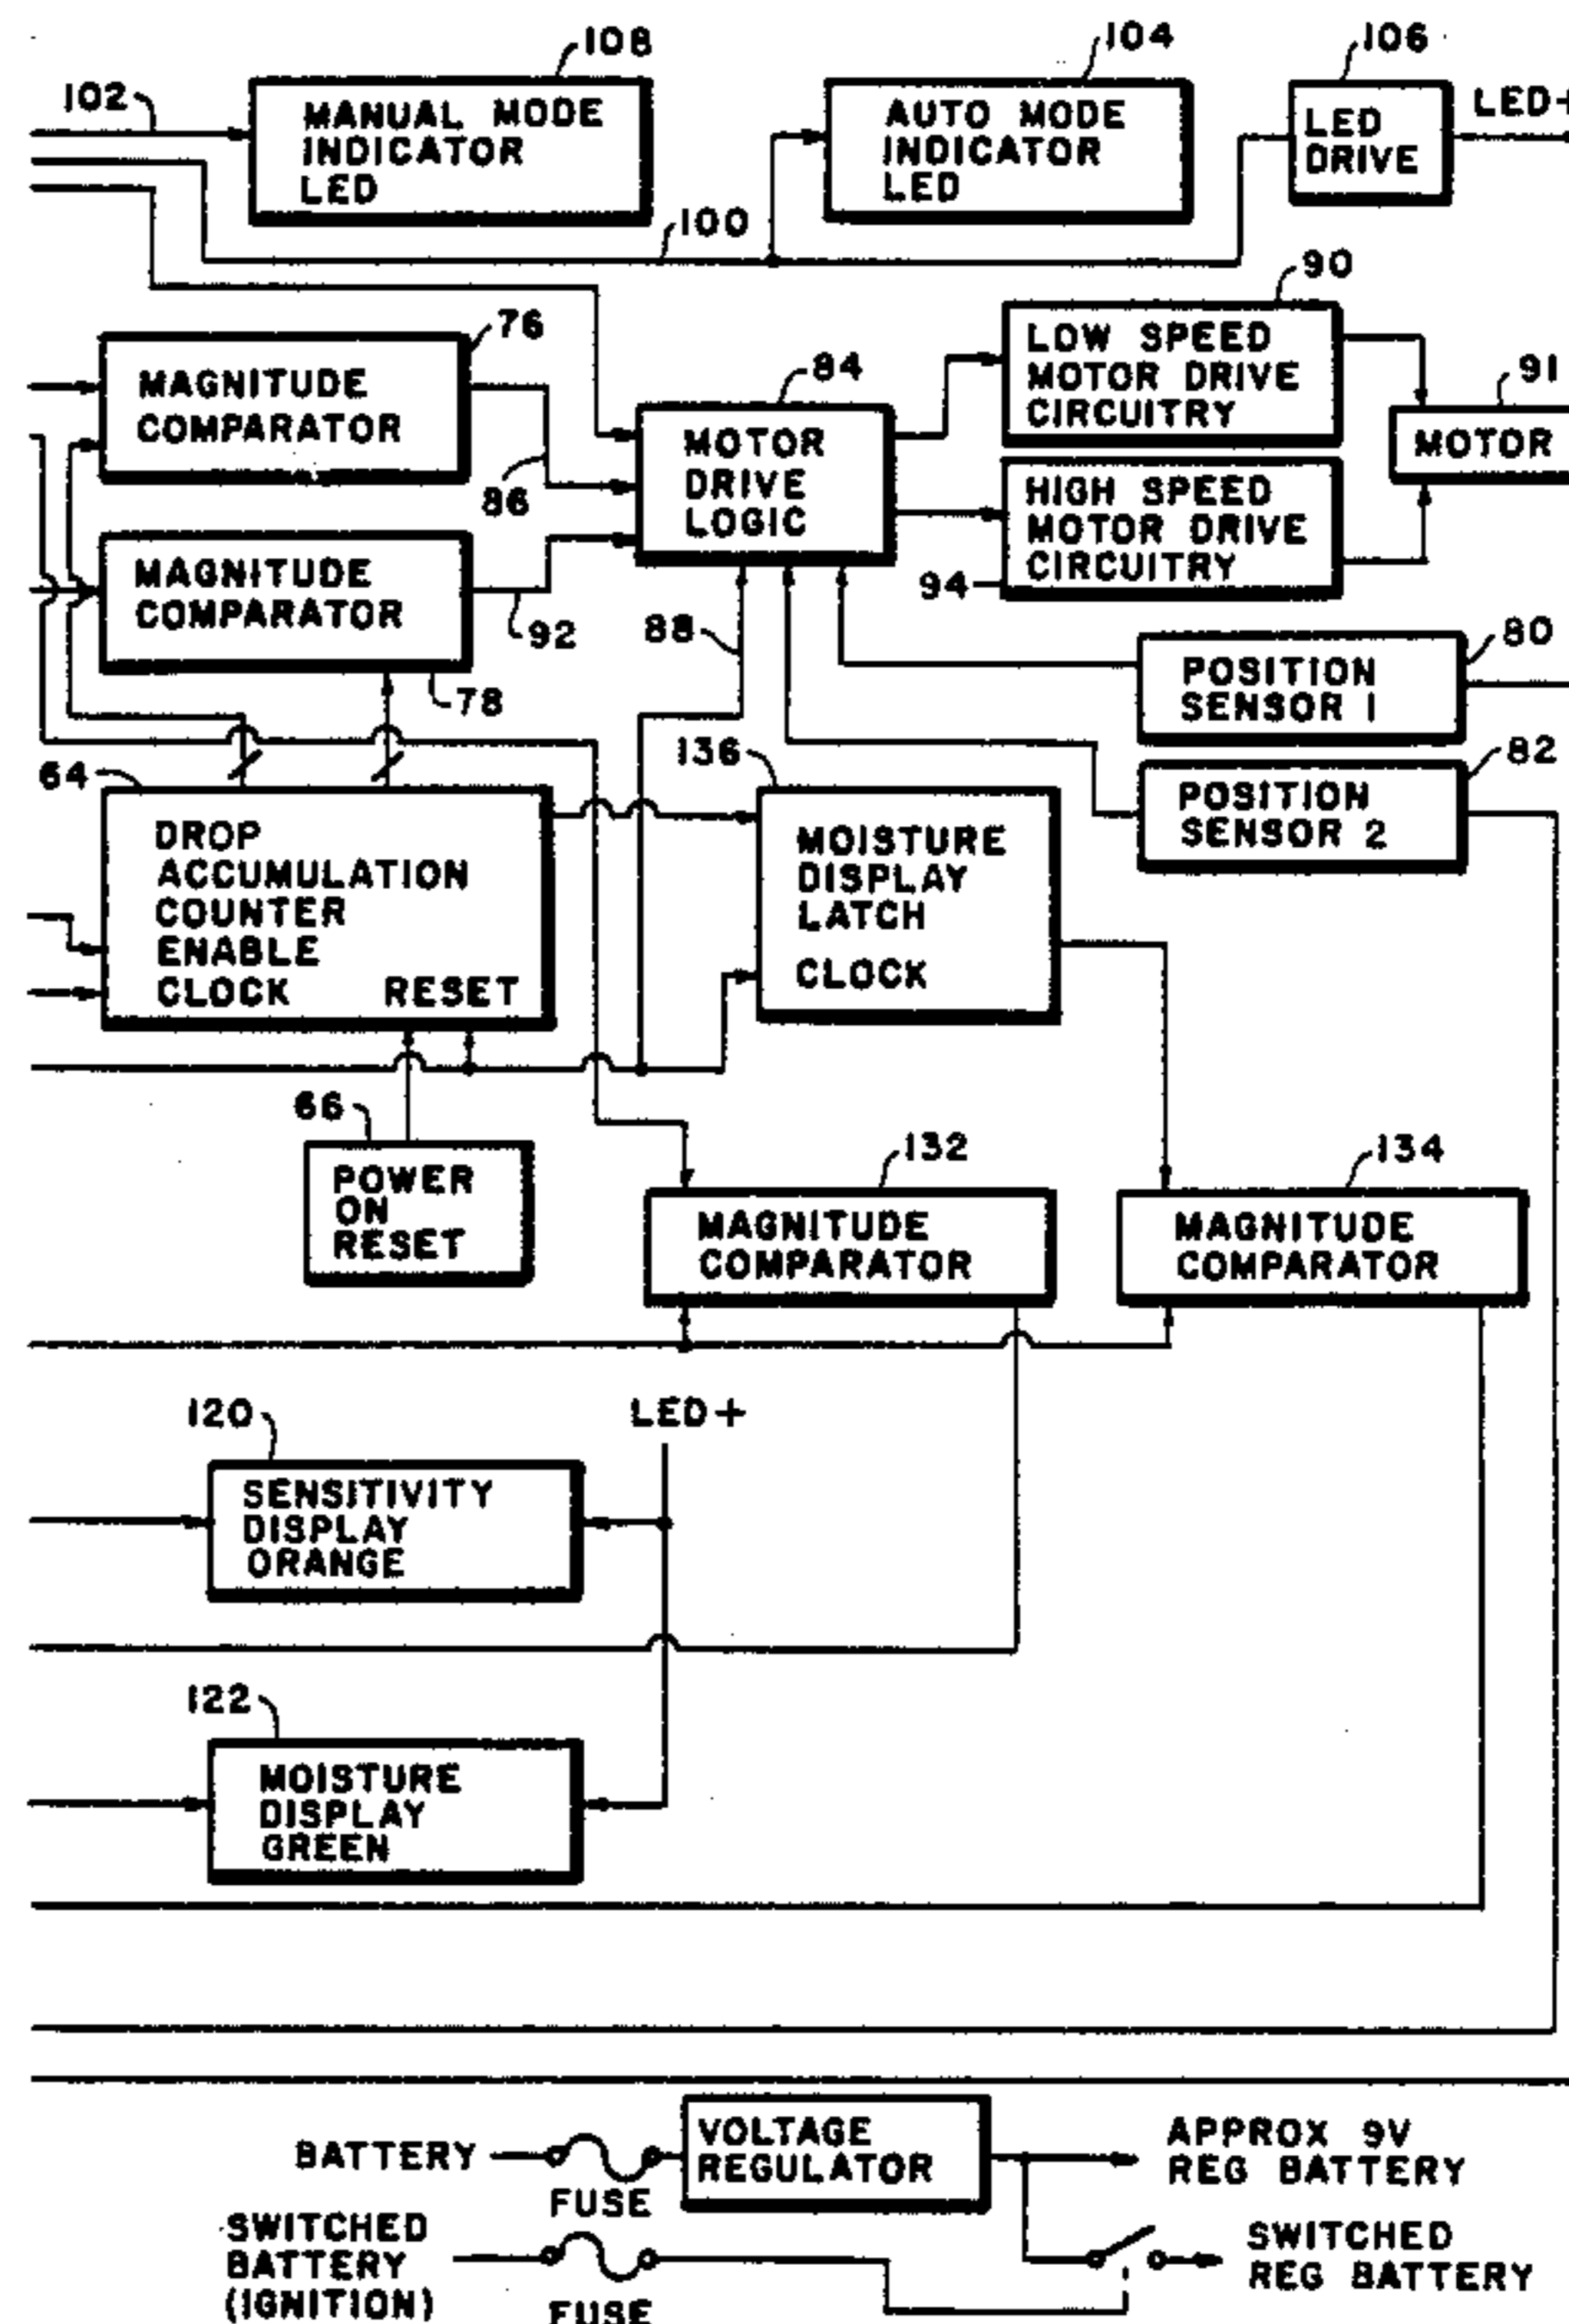 108
104
106
102
LED+
MANUAL MODE
INDICATOR
LED
AUTO MODE
INDICATOR
LED
LED
DRIVE
100
90
76
LOW SPEED
MOTOR DRIVE
CIRCUITRY
84
91
MAGNITUDE
COMPARATOR
MOTOR
DRIVE
LOGIC
MOTOR
86
HIGH SPEED
MOTOR DRIVE
CIRCUITRY
94
MAGNITUDE
COMPARATOR
92
88
80
78
POSITION
SENSOR 1
64
136
82
POSITION
SENSOR 2
DROP
ACCUMULATION
COUNTER
ENABLE
CLOCK RESET
MOISTURE
DISPLAY
LATCH
CLOCK
66
132
134
POWER
ON
RESET
MAGNITUDE
COMPARATOR
MAGNITUDE
COMPARATOR
120
LED+
SENSITIVITY
DISPLAY
ORANGE
122
MOISTURE
DISPLAY
GREEN
BATTERY
FUSE
VOLTAGE
REGULATOR
APPROX 9V
REG BATTERY
SWITCHED
BATTERY
(IGNITION)
FUSE
SWITCHED
REG BATTERY